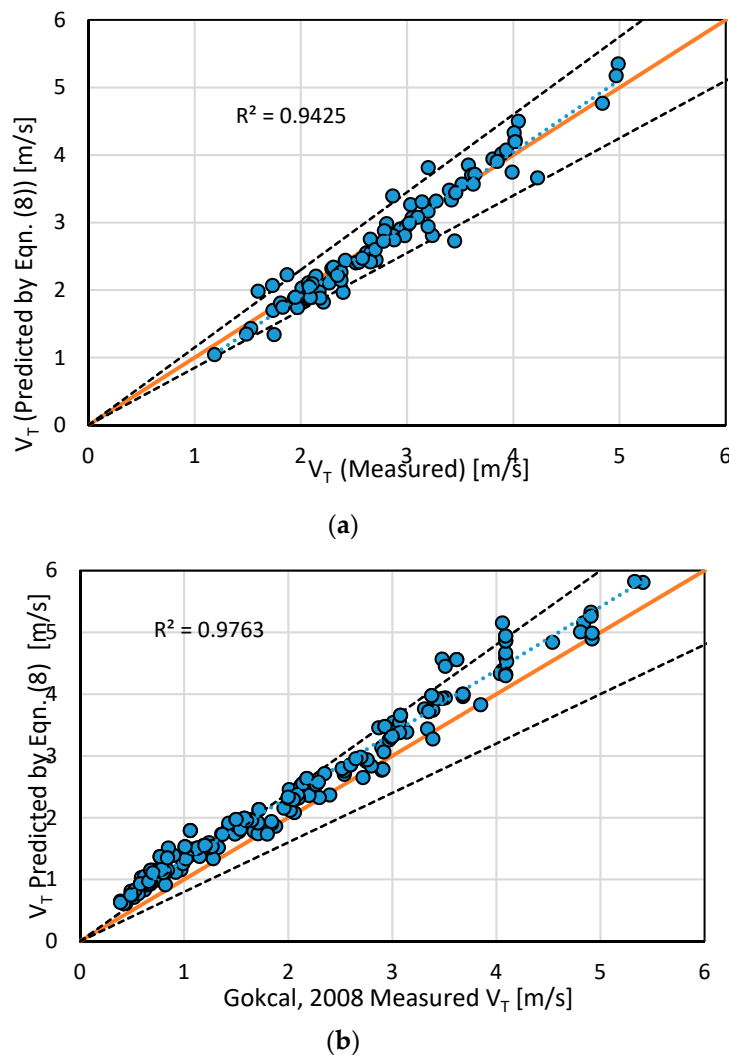 6
5
R² = 0.9425
4
3
2
1
0
V_T (Predicted by Eqn. (8)) [m/s]
0 1 2 3 4 5 6
V_T (Measured) [m/s]
(a)
6
5
R² = 0.9763
4
3
2
1
0
V_T Predicted by Eqn. (8) [m/s]
0 1 2 3 4 5 6
Gokcal, 2008 Measured V_T [m/s]
(b)